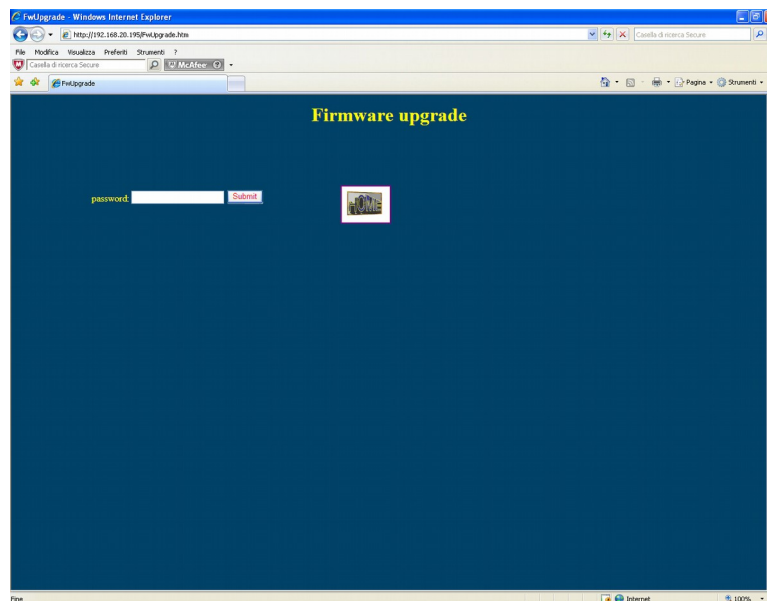 FwUpgrade - Windows Internet Explorer
http://192.168.20.195/FwUpgrade.htm
Casella di ricerca Secure
File Modifica Visualizza Preferiti Strumenti ?
Casella di ricerca Secure McAfee
FwUpgrade Pagina Strumenti
Firmware upgrade
password: Submit
HOME
Fine Internet 100%